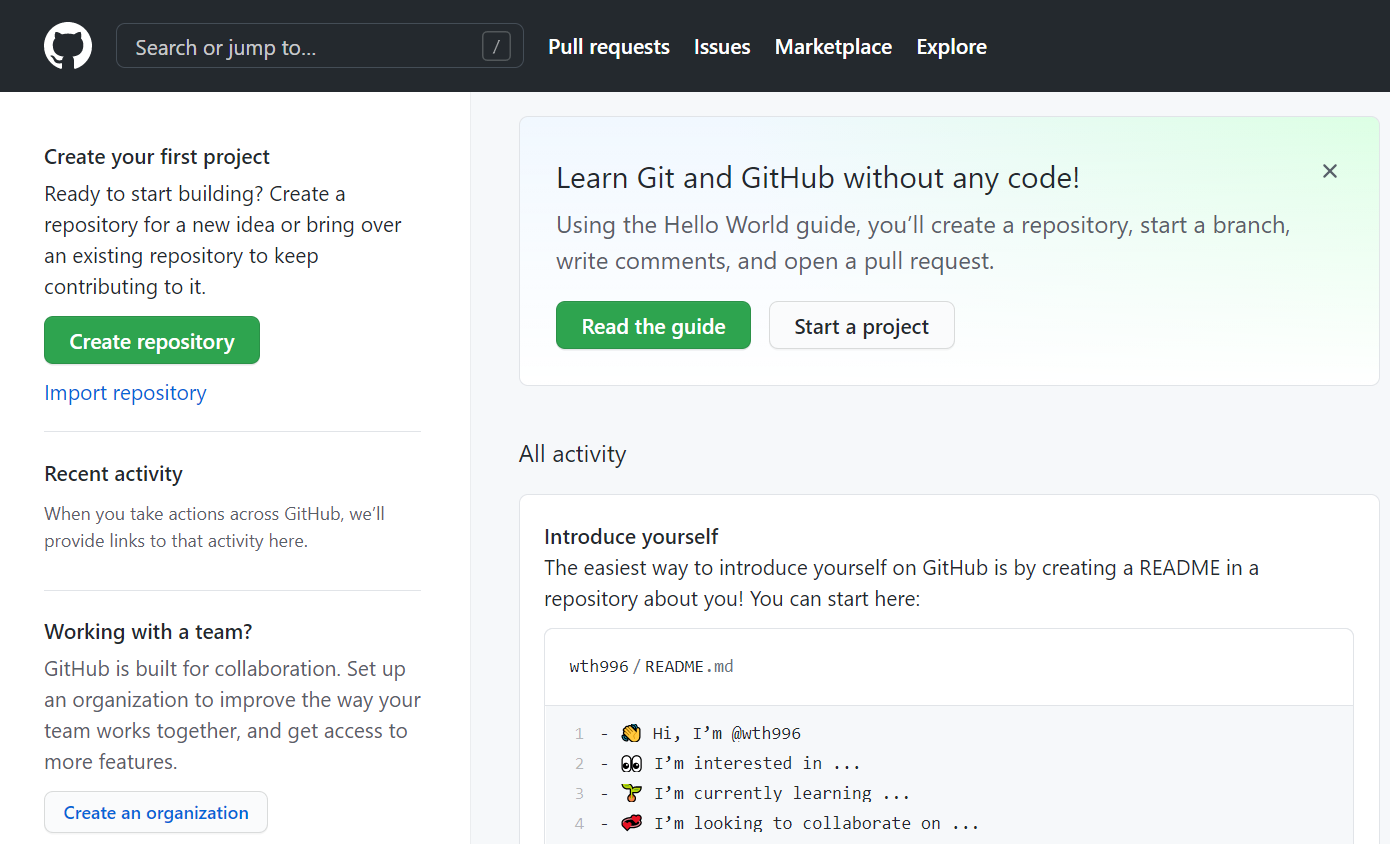 Search or jump to... /
Pull requests
Issues
Marketplace
Explore
Create your first project
Ready to start building? Create a
repository for a new idea or bring over
an existing repository to keep
contributing to it.
Create repository
Import repository
Recent activity
When you take actions across GitHub, we’ll
provide links to that activity here.
Working with a team?
GitHub is built for collaboration. Set up
an organization to improve the way your
team works together, and get access to
more features.
Create an organization
Learn Git and GitHub without any code!
Using the Hello World guide, you’ll create a repository, start a branch,
write comments, and open a pull request.
Read the guide
Start a project
All activity
Introduce yourself
The easiest way to introduce yourself on GitHub is by creating a README in a
repository about you! You can start here:
wth996 / README.md
1 - 👋 Hi, I’m @wth996
2 - 👀 I’m interested in ...
3 - 🌱 I’m currently learning ...
4 - 💞️ I’m looking to collaborate on ...